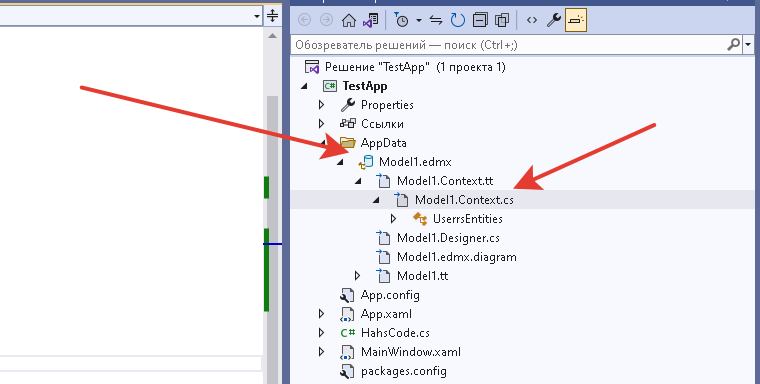 Обозреватель решений — поиск (Ctrl+;)
Решение "TestApp" (1 проекта 1)
TestApp
Properties
Ссылки
AppData
Model1.edmx
Model1.Context.tt
Model1.Context.cs
UserrsEntities
Model1.Designer.cs
Model1.edmx.diagram
Model1.tt
App.config
App.xaml
C# HahsCode.cs
MainWindow.xaml
packages.config